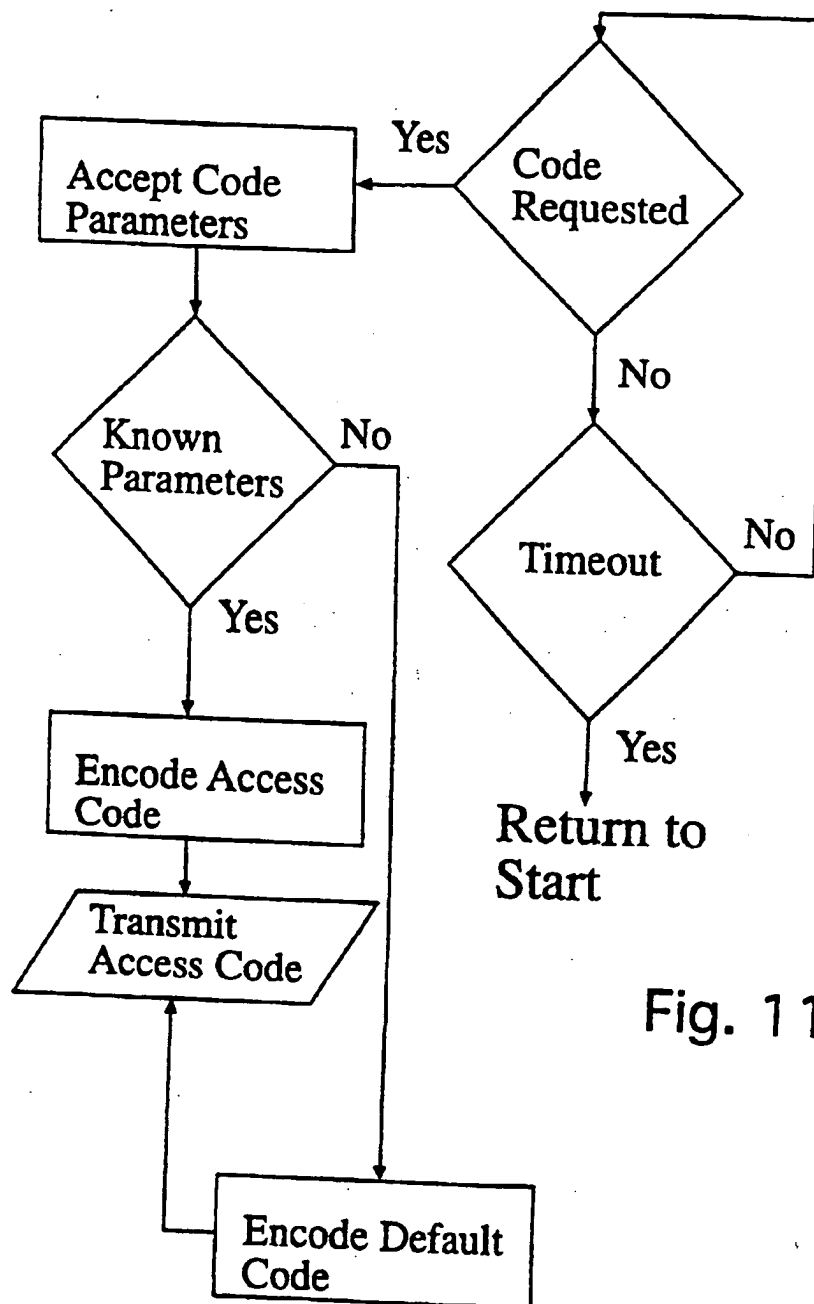 Yes
Code
Requested
Accept Code
Parameters
No
Known
Parameters
No
Timeout
No
Yes
Yes
Encode Access
Code
Return to
Start
Transmit
Access Code
Fig. 11
Encode Default
Code